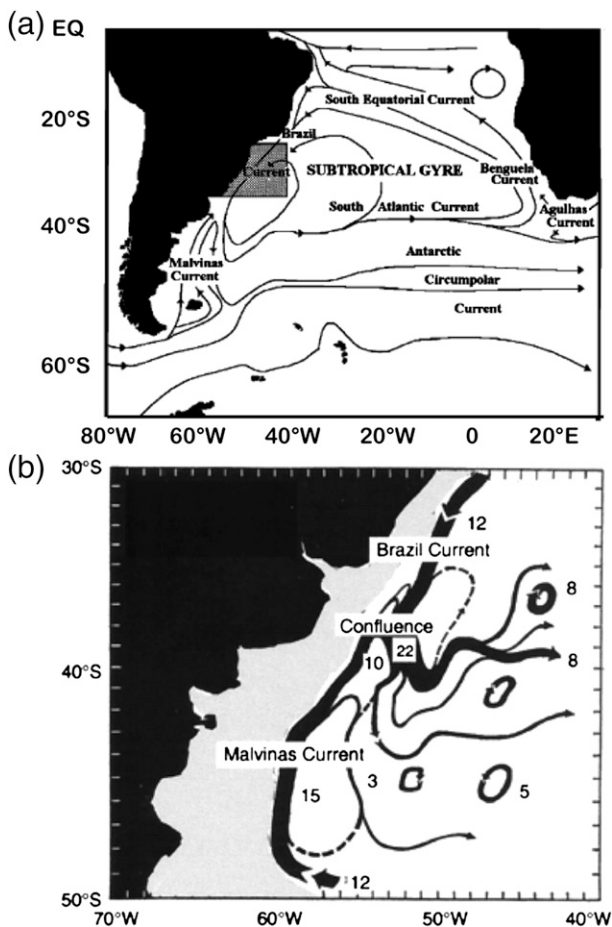 (a) EQ
20°S
40°S
60°S
South Equatorial Current
Brazil
Current
SUBTROPICAL GYRE
Benguela
Current
South Atlantic Current
Agulhas
Current
Malvinas
Current
Antarctic
Circumpolar
Current
80°W 60°W 40°W 20°W 0 20°E
(b)
30°S
12
Brazil Current
8
Confluence
22
10
8
40°S
Malvinas Current
3
15
5
12
50°S
70°W 60°W 50°W 40°W